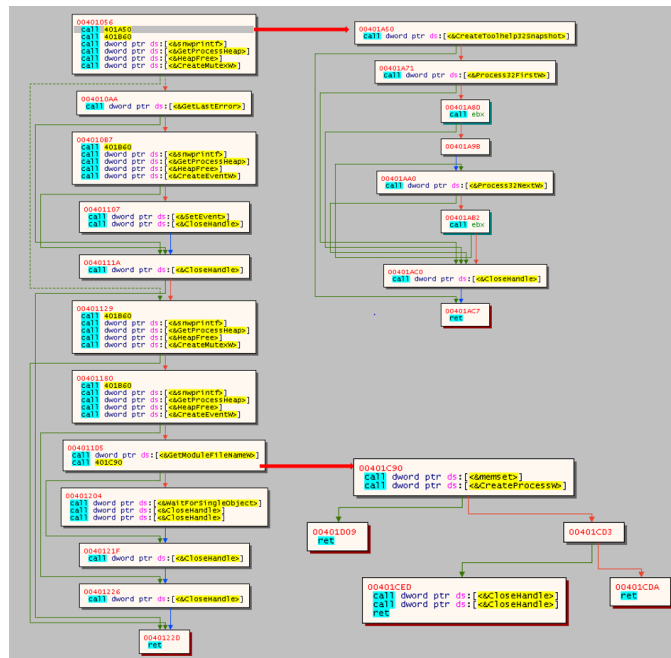 00401056
call 401A50
call 401B60
call dword ptr ds:[<&snwprintf>]
call dword ptr ds:[<&GetProcessHeap>]
call dword ptr ds:[<&HeapFree>]
call dword ptr ds:[<&CreateMutexW>]
004010AA
call dword ptr ds:[<&GetLastError>]
004010B7
call 401B60
call dword ptr ds:[<&snwprintf>]
call dword ptr ds:[<&GetProcessHeap>]
call dword ptr ds:[<&HeapFree>]
call dword ptr ds:[<&CreateEventW>]
00401107
call dword ptr ds:[<&SetEvent>]
call dword ptr ds:[<&CloseHandle>]
0040111A
call dword ptr ds:[<&CloseHandle>]
00401129
call 401B60
call dword ptr ds:[<&snwprintf>]
call dword ptr ds:[<&GetProcessHeap>]
call dword ptr ds:[<&HeapFree>]
call dword ptr ds:[<&CreateMutexW>]
00401180
call 401B60
call dword ptr ds:[<&snwprintf>]
call dword ptr ds:[<&GetProcessHeap>]
call dword ptr ds:[<&HeapFree>]
call dword ptr ds:[<&CreateEventW>]
call dword ptr ds:[<&GetModuleFileNameW>]
call 401C90
00401204
call dword ptr ds:[<&WaitForSingleObject>]
call dword ptr ds:[<&CloseHandle>]
call dword ptr ds:[<&CloseHandle>]
0040121F
call dword ptr ds:[<&CloseHandle>]
00401226
call dword ptr ds:[<&CloseHandle>]
0040122D
ret
00401A50
call dword ptr ds:[<&CreateToolhelp32Snapshot>]
00401A71
call dword ptr ds:[<&Process32FirstW>]
00401A8D
call ebx
00401A9B
00401AA0
call dword ptr ds:[<&Process32NextW>]
00401AB2
call ebx
00401AC0
call dword ptr ds:[<&CloseHandle>]
00401AC7
ret
00401C90
call dword ptr ds:[<&memset>]
call dword ptr ds:[<&CreateProcessW>]
00401D09
ret
00401CD3
00401CED
call dword ptr ds:[<&CloseHandle>]
call dword ptr ds:[<&CloseHandle>]
ret
00401CDA
ret